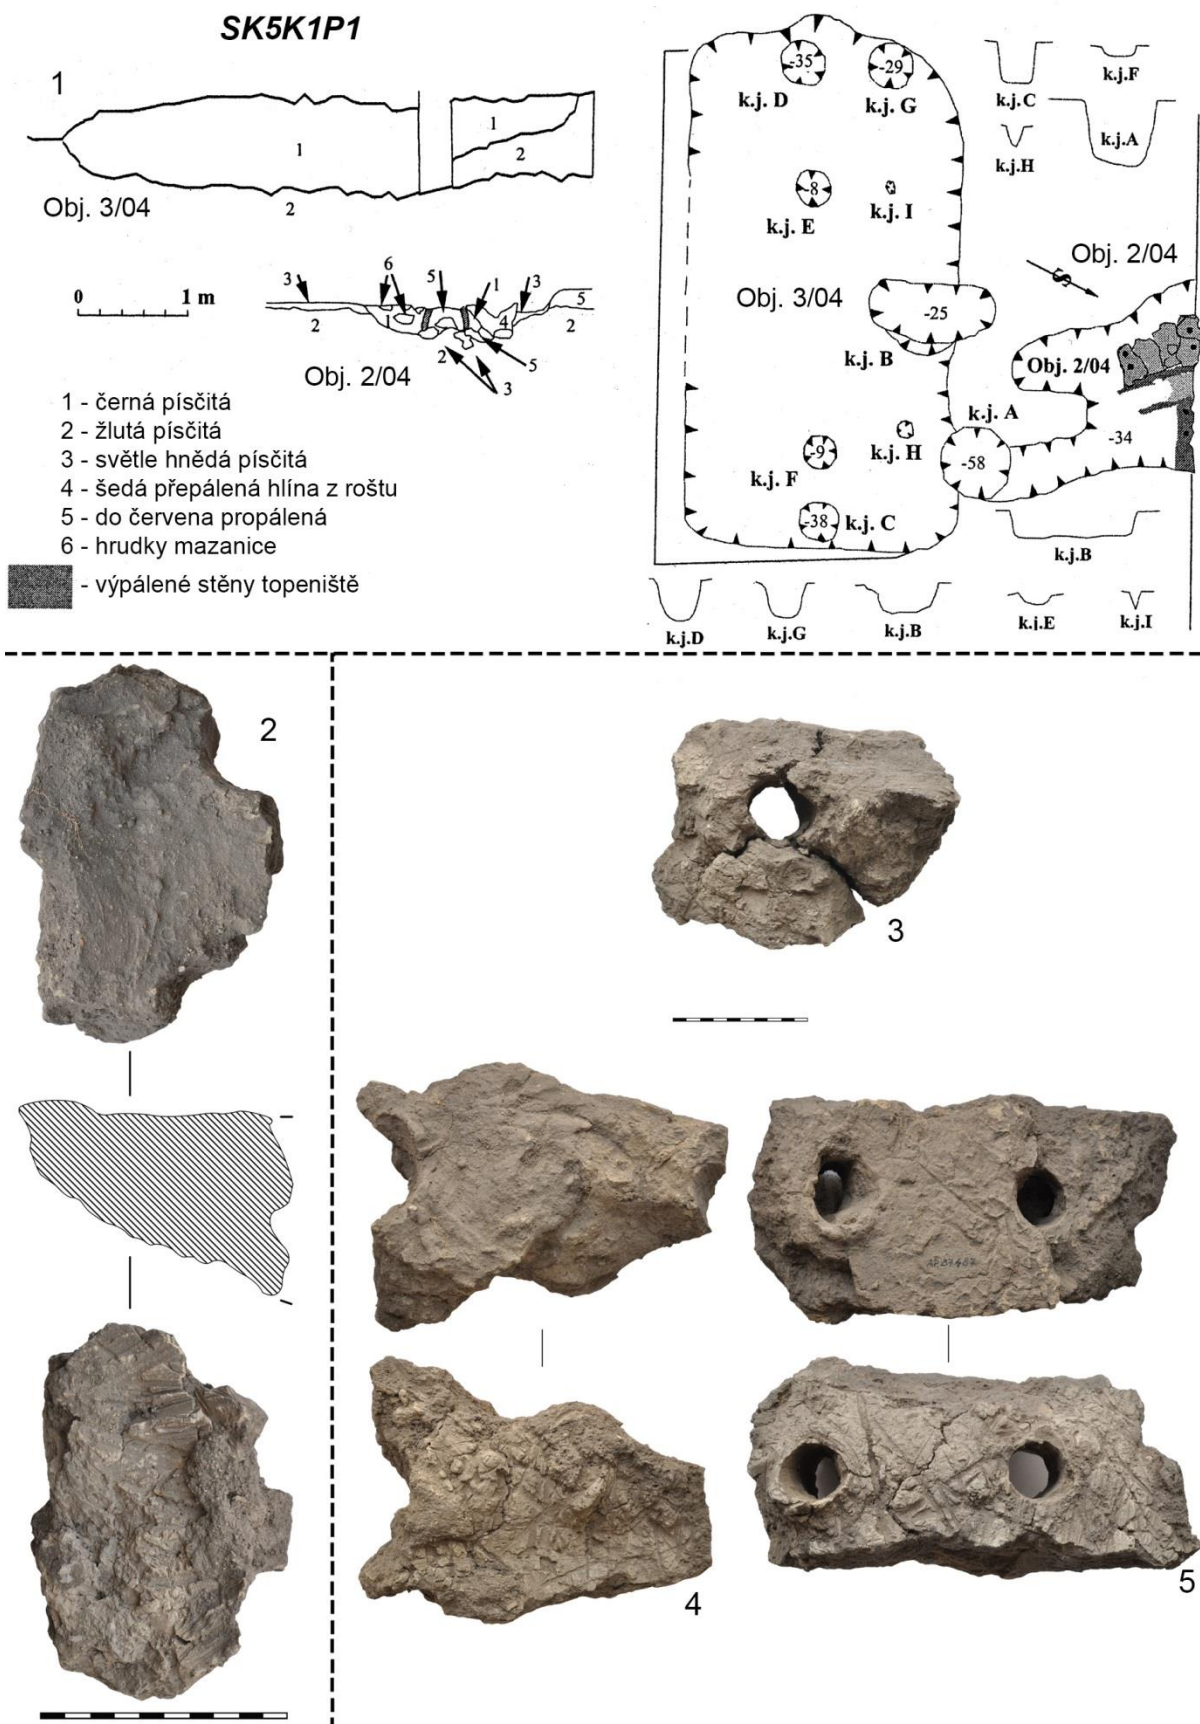 SK5K1P1
1
1
1
2
2
Obj. 3/04
0 1 m
3 6 5 1 3
5
2 1 4 2
2 5
3
Obj. 2/04
1 - černá písčitá
2 - žlutá písčitá
3 - světle hnědá písčitá
4 - šedá přepálená hlína z roštu
5 - do červena propálená
6 - hrudky mazanice
- výpálené stěny topeniště
-35
-29
k.j. D
k.j. G
k.j.C
k.j.F
k.j.H
k.j.A
-8
k.j. E
k.j. I
S
Obj. 2/04
Obj. 3/04
-25
k.j. B
Obj. 2/04
k.j. A
-34
-9
k.j. F
k.j. H
-58
-38
k.j. C
k.j.B
k.j.D
k.j.G
k.j.B
k.j.E
k.j.I
2
3
4
5